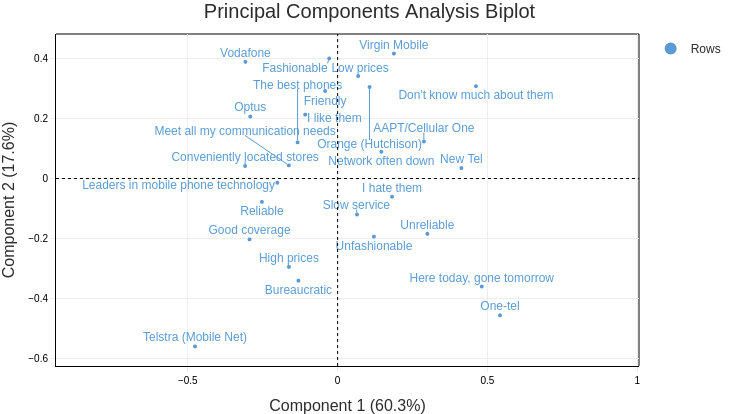 Principal Components Analysis Biplot
Rows
Virgin Mobile
Vodafone
Fashionable
Low prices
The best phones
Don't know much about them
Friendly
Optus
I like them
AAPT/Cellular One
Meet all my communication needs
Orange (Hutchison)
Conveniently located stores
Network often down
New Tel
Leaders in mobile phone technology
I hate them
Slow service
Reliable
Unreliable
Good coverage
Unfashionable
High prices
Here today, gone tomorrow
Bureaucratic
One-tel
Telstra (Mobile Net)
0.4
0.2
0
−0.2
−0.4
−0.6
Component 2 (17.6%)
−0.5
0
0.5
1
Component 1 (60.3%)